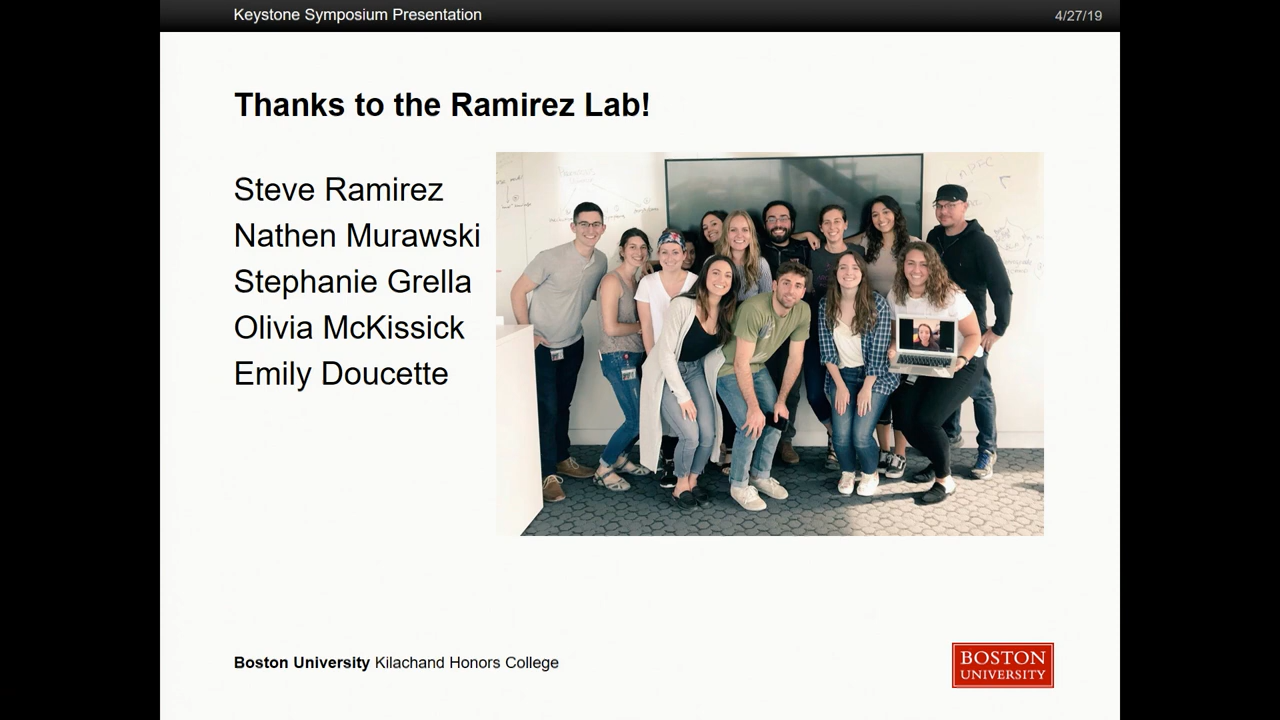 Keystone Symposium Presentation
4/27/19
Thanks to the Ramirez Lab!
Steve Ramirez
Nathen Murawski
Stephanie Grella
Olivia McKissick
Emily Doucette
Boston University Kilachand Honors College
BOSTON
UNIVERSITY